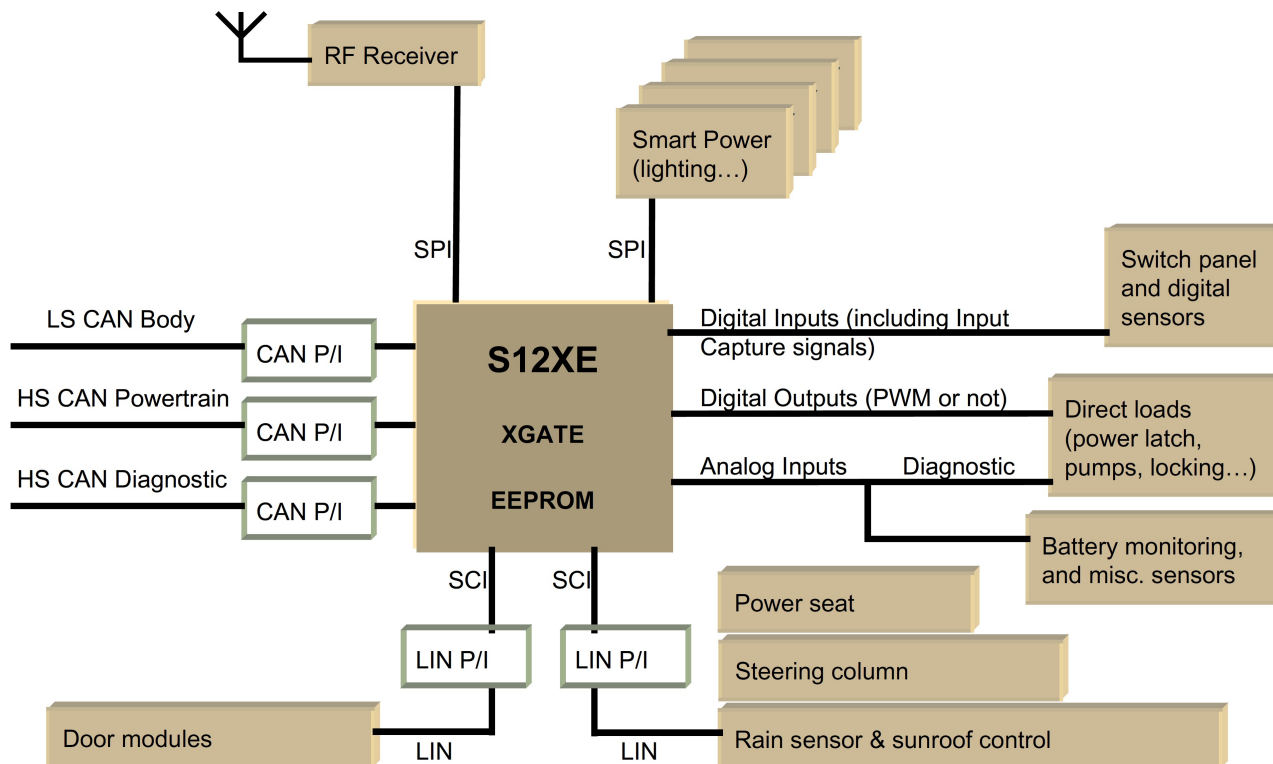 RF Receiver
Smart Power
(lighting…)
SPI
SPI
Switch panel
and digital
sensors
LS CAN Body
CAN P/I
HS CAN Powertrain
CAN P/I
HS CAN Diagnostic
CAN P/I
S12XE
XGATE
EEPROM
Digital Inputs (including Input
Capture signals)
Digital Outputs (PWM or not)
Direct loads
(power latch,
pumps, locking…)
Analog Inputs
Diagnostic
Battery monitoring,
and misc. sensors
SCI
SCI
LIN P/I
LIN P/I
Power seat
Steering column
Door modules
LIN
LIN
Rain sensor & sunroof control